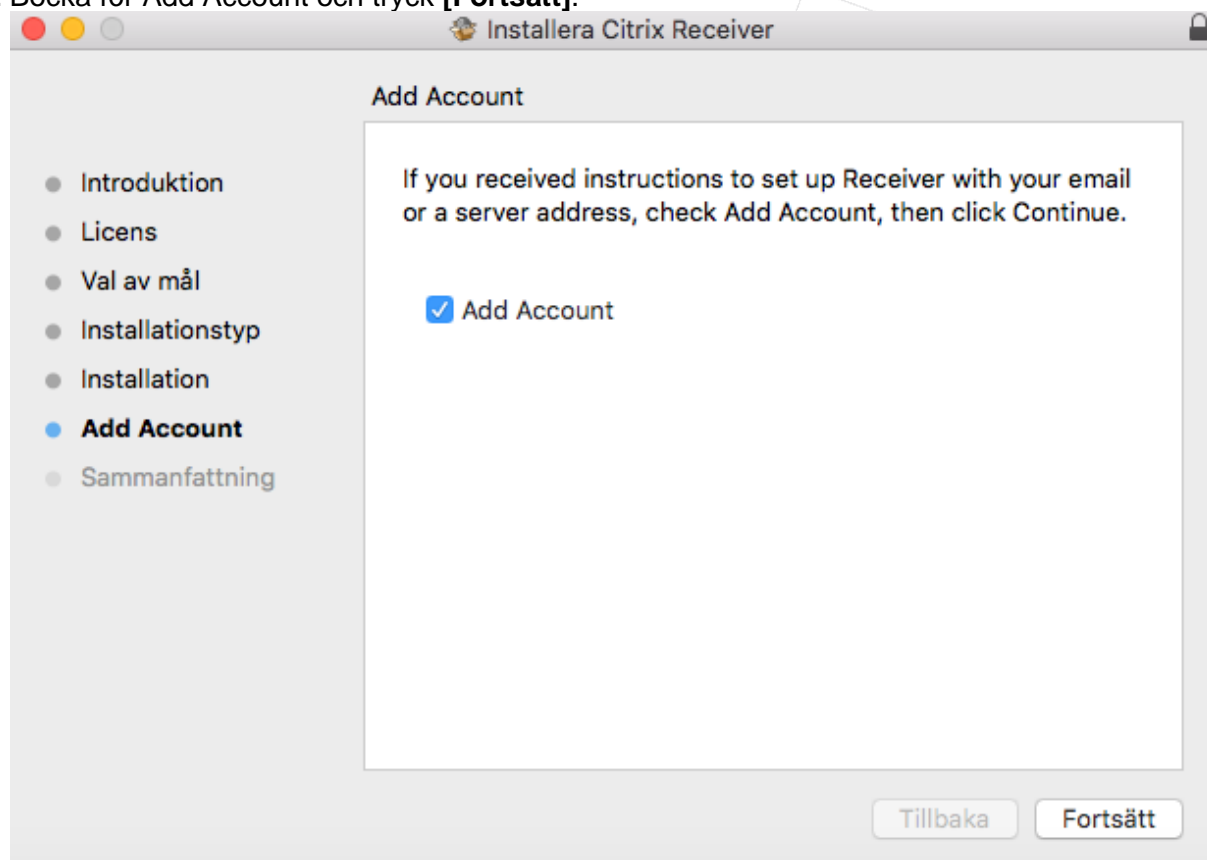 Bocka för Add Account och tryck [Fortsätt].
Installera Citrix Receiver
Add Account
Introduktion
Licens
Val av mål
Installationstyp
Installation
Add Account
Sammanfattning
If you received instructions to set up Receiver with your email
or a server address, check Add Account, then click Continue.
Add Account
Tillbaka
Fortsätt